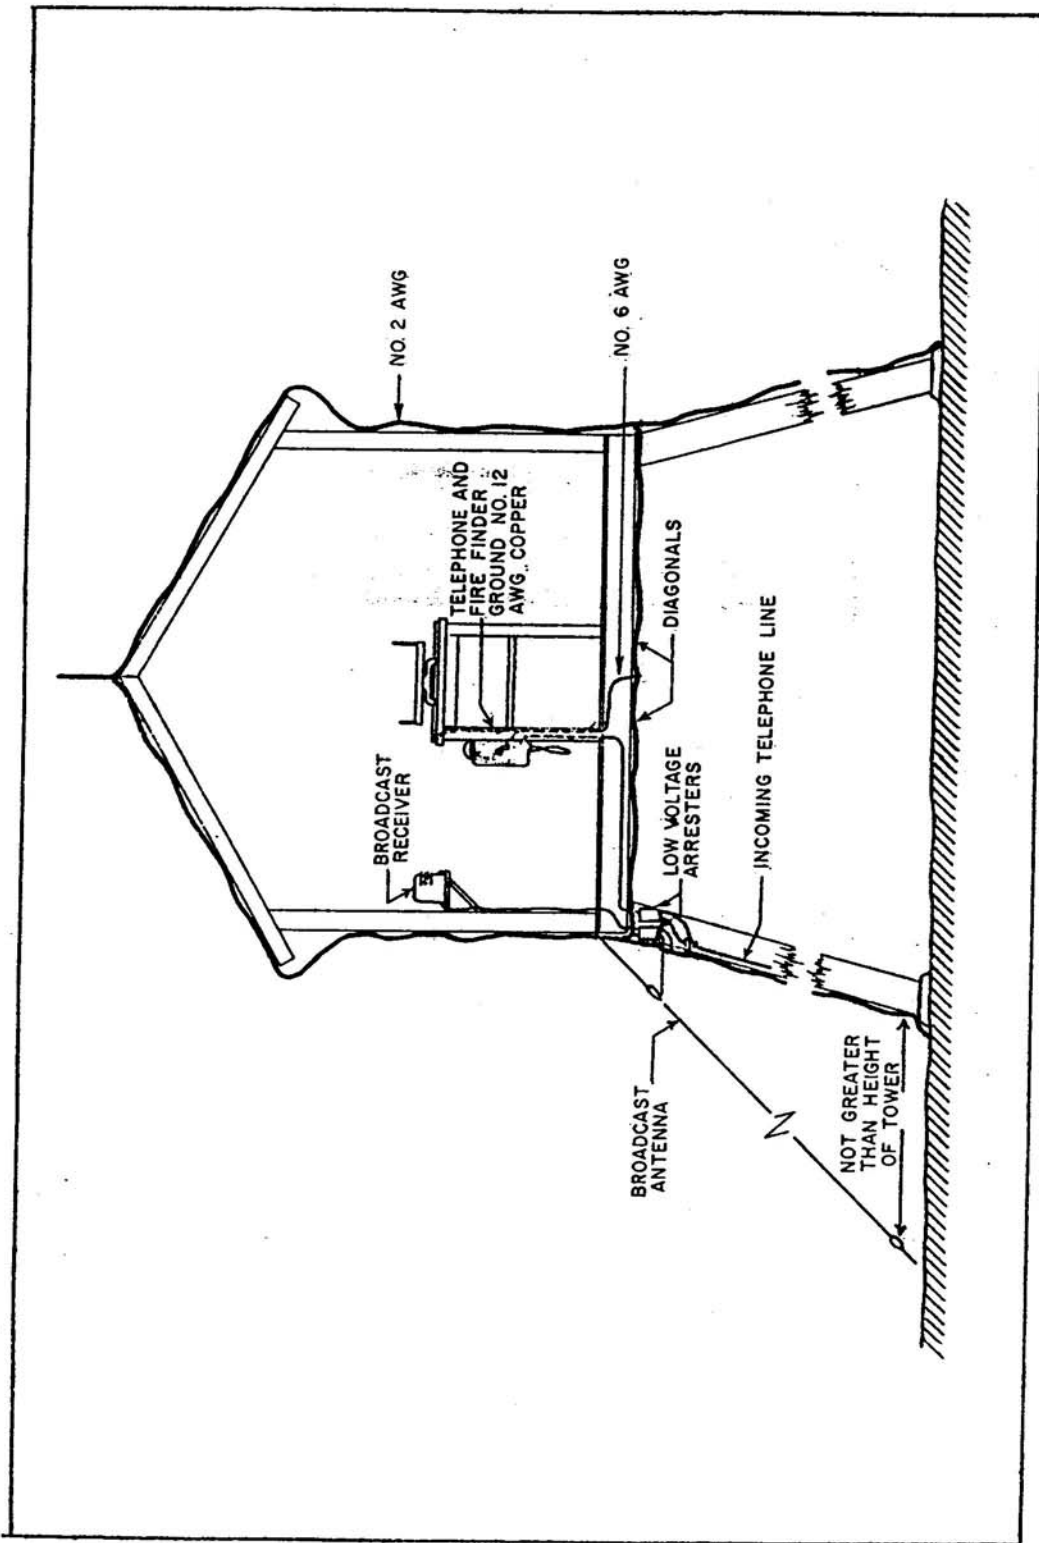 NO. 2 AWG
TELEPHONE AND
FIRE FINDER
GROUND NO. 12
AWG. COPPER
NO. 6 AWG
BROADCAST
RECEIVER
DIAGONALS
LOW VOLTAGE
ARRESTERS
INCOMING TELEPHONE LINE
BROADCAST
ANTENNA
NOT GREATER
THAN HEIGHT
OF TOWER